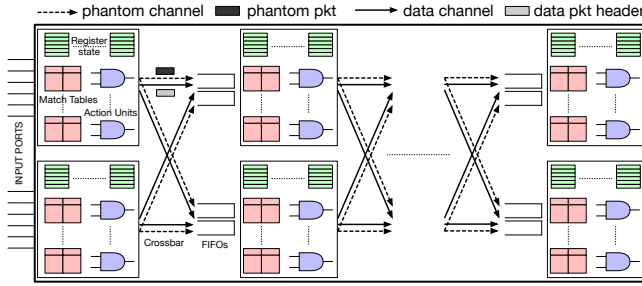 phantom channel
phantom pkt
data channel
data pkt header
Register
state
Match Tables
Action Units
INPUT PORTS
Crossbar
FIFOs